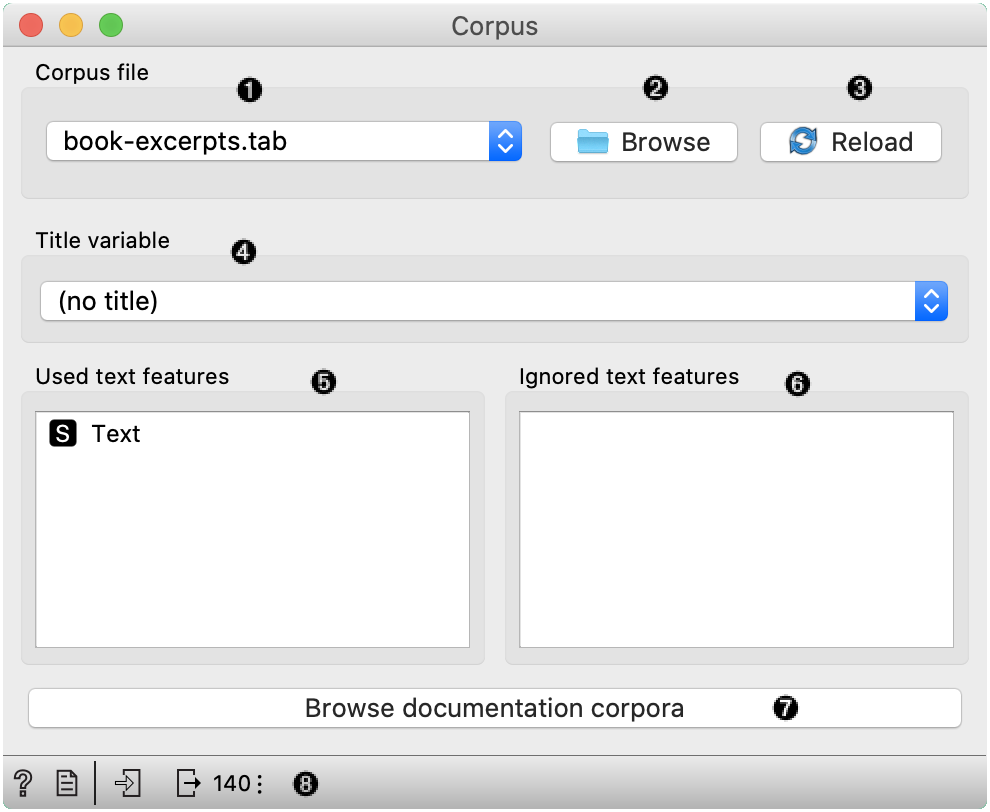 Corpus
Corpus file
❶ ❷ ❸
book-excerpts.tab Browse Reload
Title variable ❹
(no title)
Used text features ❺ Ignored text features ❻
S Text
Browse documentation corpora ❼
? 140 ❽